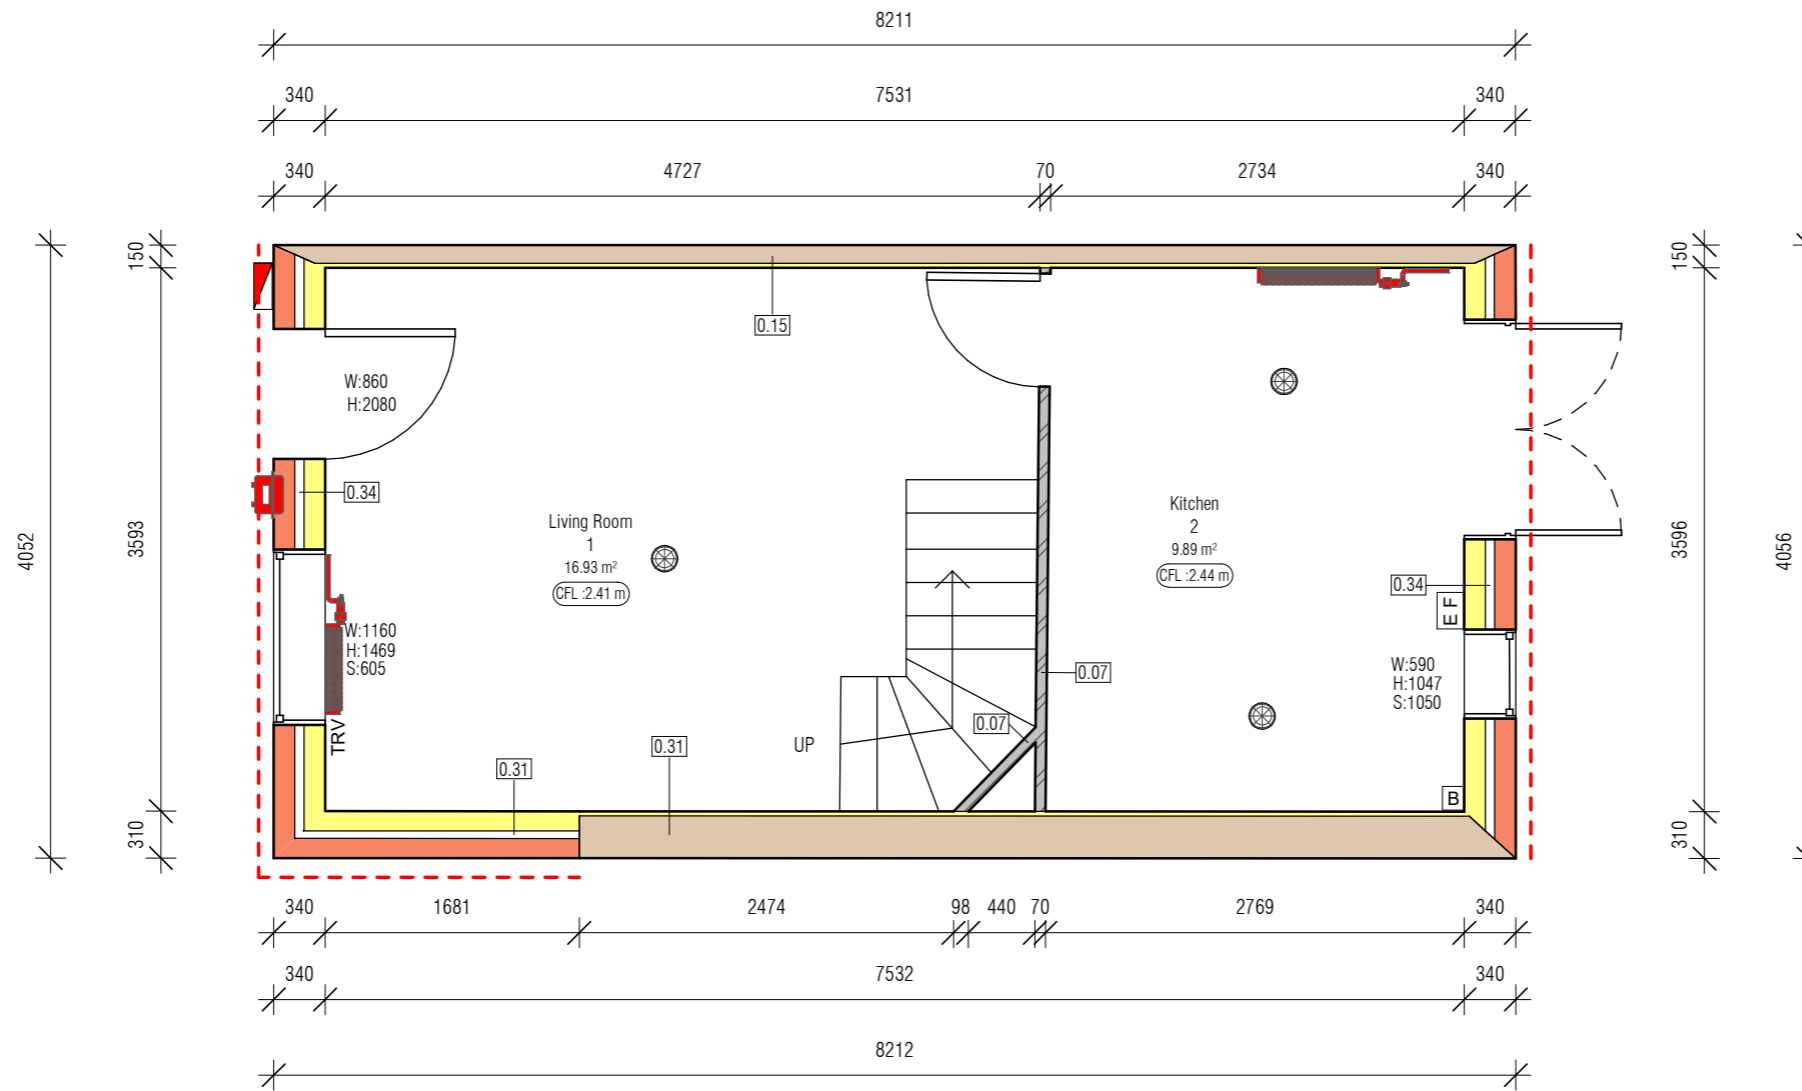 8211
340 7531 340
340 4727 70 2734 340
150
3593
310
4052
150
3596
310
4056
0.15
W:860
H:2080
0.34
Living Room
1
16.93 m²
CFL :2.41 m
Kitchen
2
9.89 m²
CFL :2.44 m
0.34
E F
W:1160
H:1469
S:605
TRV
W:590
H:1047
S:1050
0.07
0.07
UP
0.31
0.31
B
340 1681 2474 98 440 70 2769 340
340 7532 340
8212